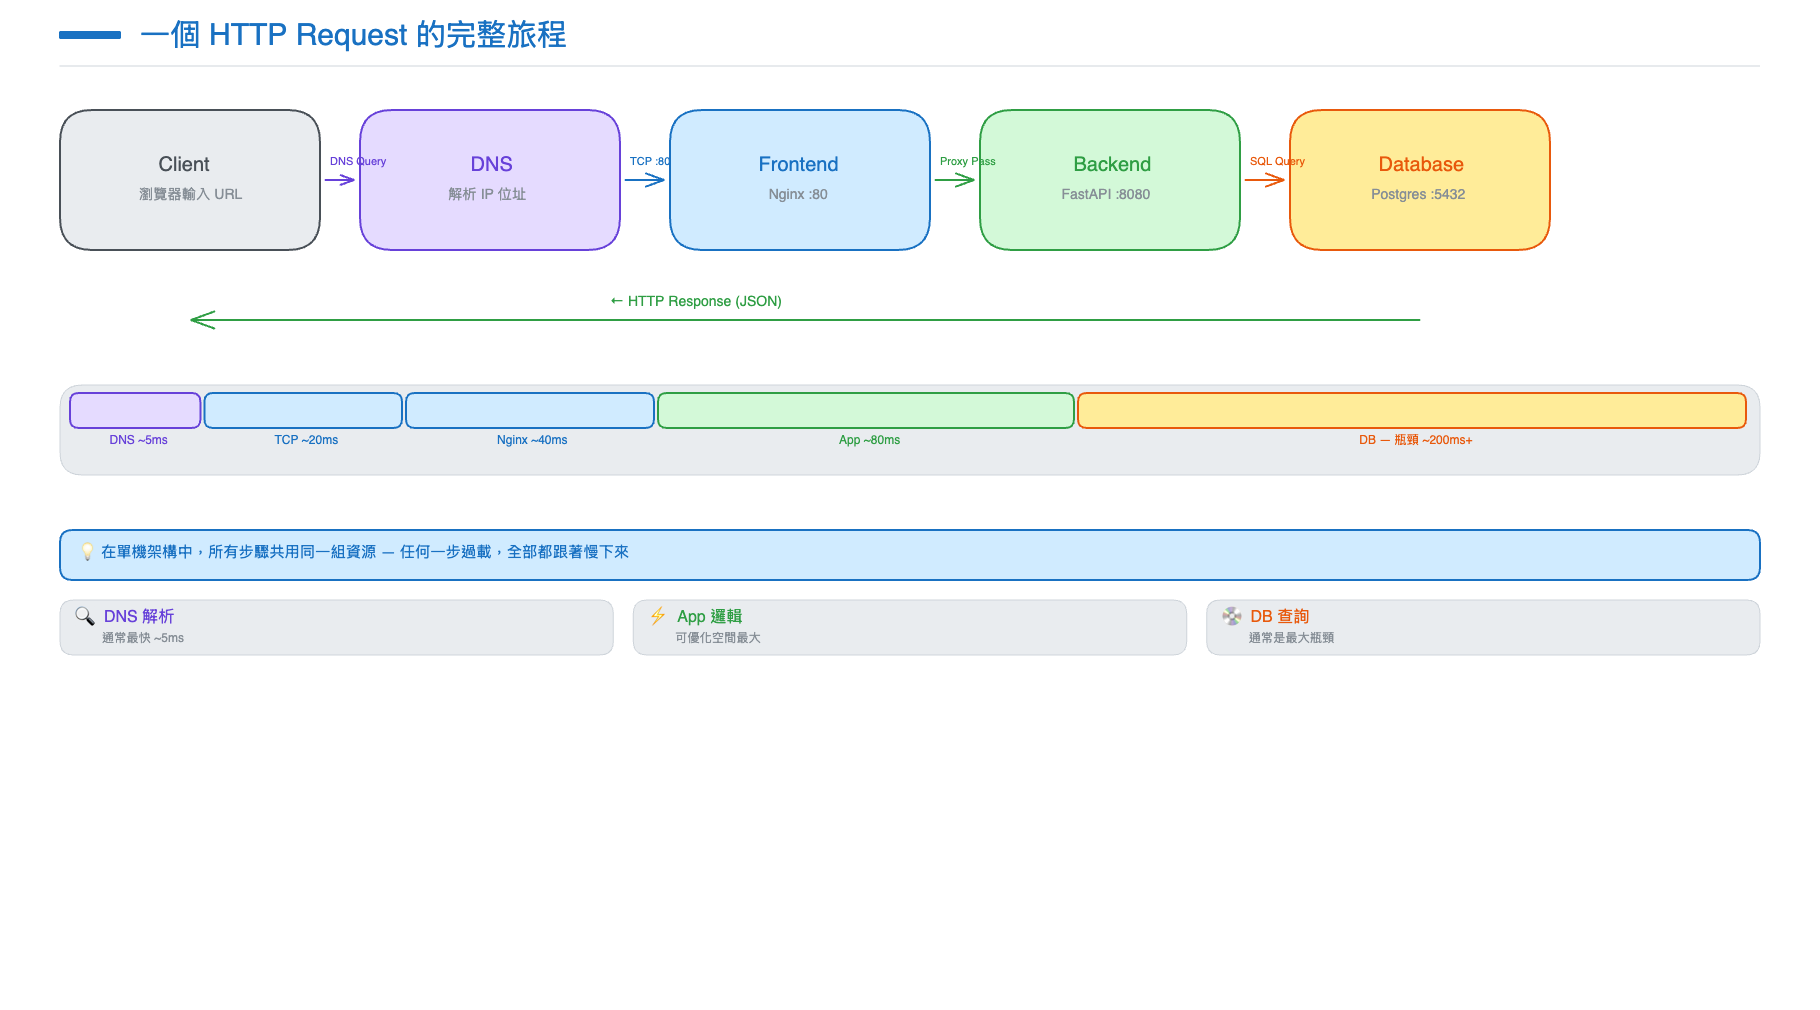 一個 HTTP Request 的完整旅程
Client
瀏覽器輸入 URL
DNS Query
DNS
解析 IP 位址
TCP :80
Frontend
Nginx :80
Proxy Pass
Backend
FastAPI :8080
SQL Query
Database
Postgres :5432
← HTTP Response (JSON)
DNS ~5ms
TCP ~20ms
Nginx ~40ms
App ~80ms
DB — 瓶頸 ~200ms+
💡 在單機架構中，所有步驟共用同一組資源 — 任何一步過載，全部都跟著慢下來
🔍 DNS 解析
通常最快 ~5ms
⚡ App 邏輯
可優化空間最大
💿 DB 查詢
通常是最大瓶頸